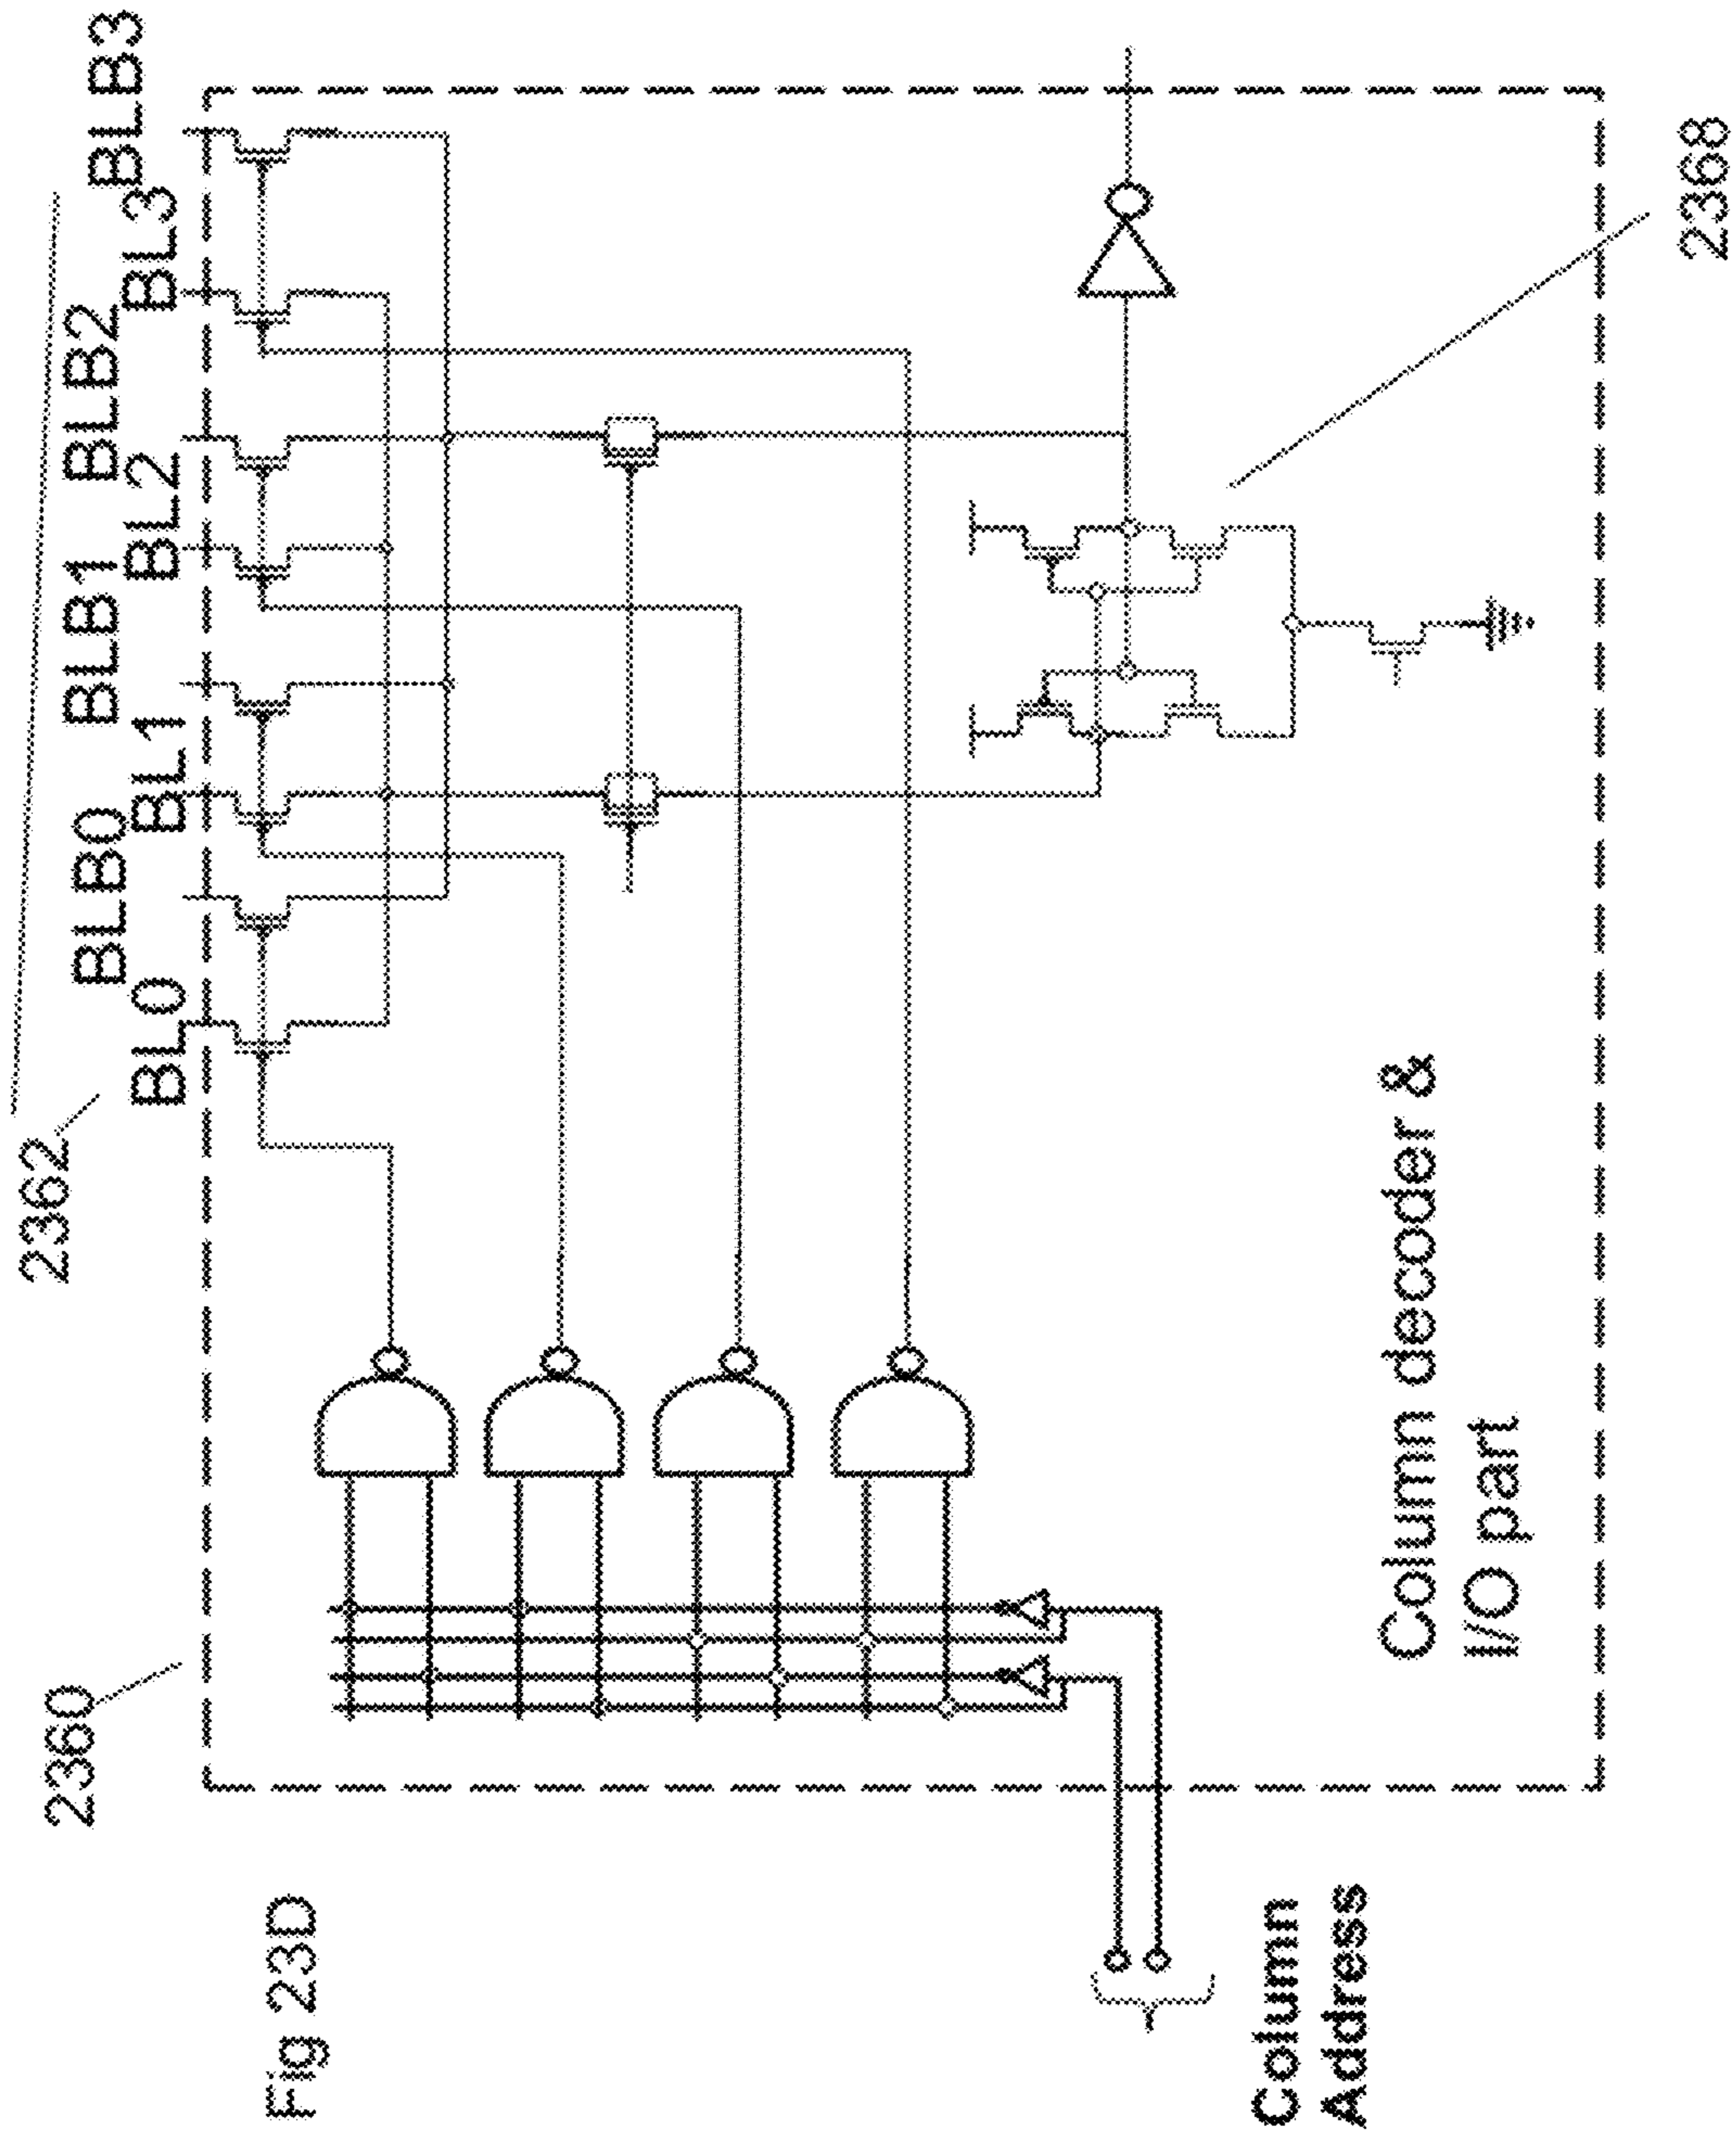 Fig 23D
2360
2362
BL0
BLB0
BL1
BLB1
BL2
BLB2
BL3
BLB3
Column
Address
Column decoder &
I/O part
2368